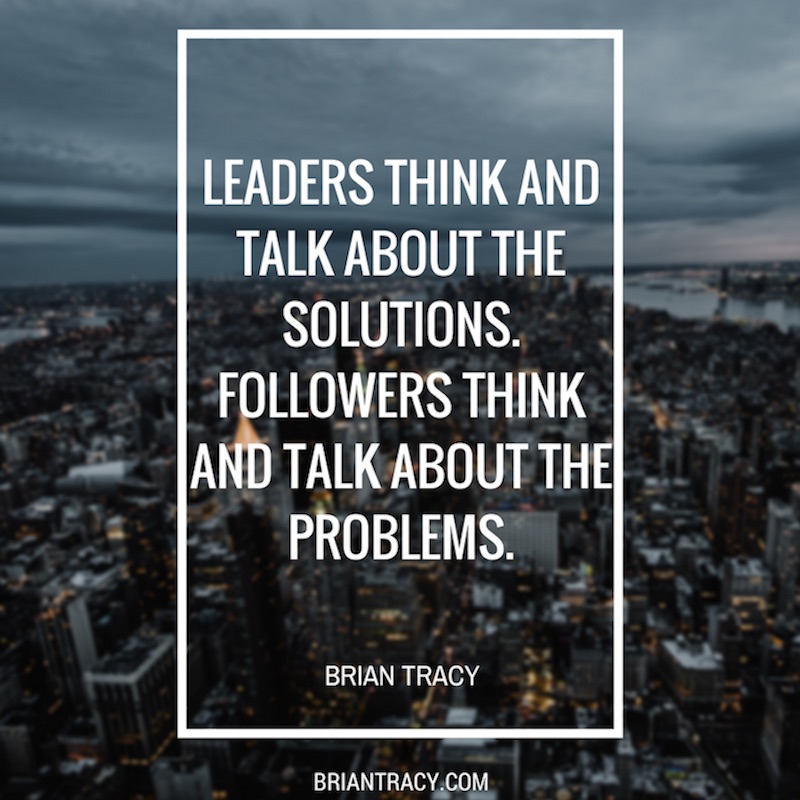 LEADERS THINK AND
TALK ABOUT THE
SOLUTIONS.
FOLLOWERS THINK
AND TALK ABOUT THE
PROBLEMS.
BRIAN TRACY
BRIANTRACY.COM